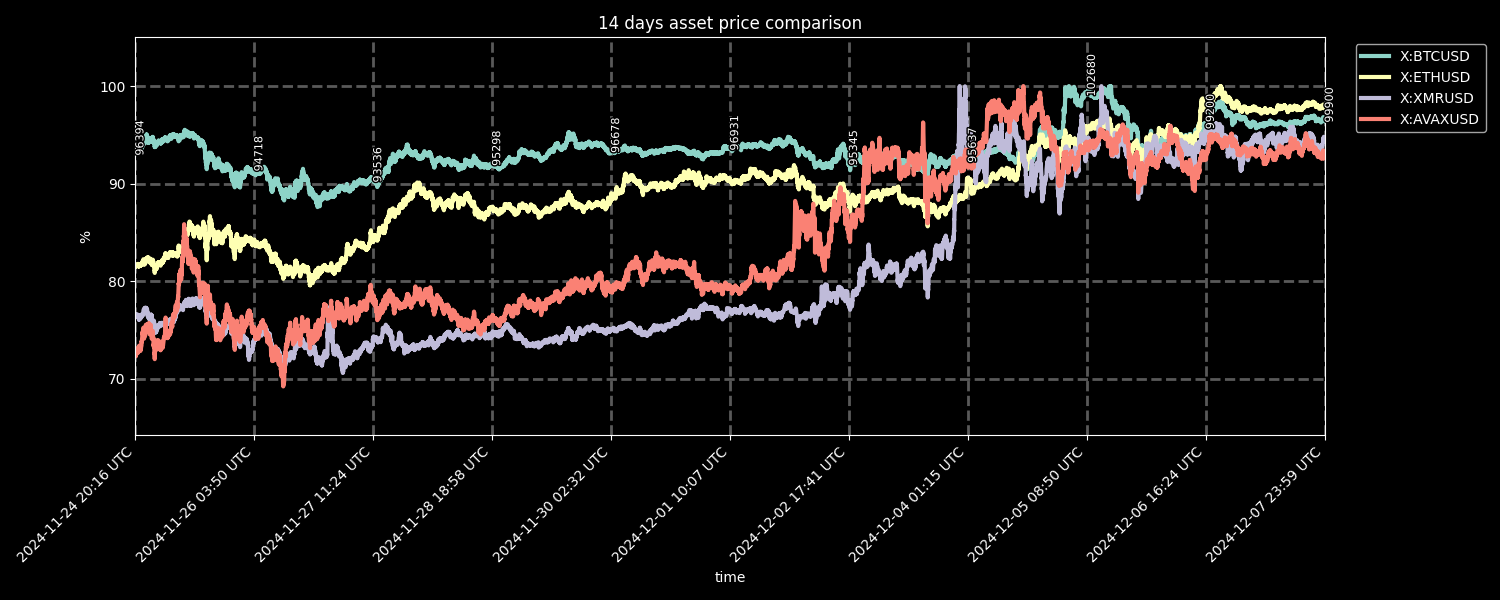 14 days asset price comparison
X:BTCUSD
X:ETHUSD
X:XMRUSD
X:AVAXUSD
%
100
90
80
70
96394
94718
93536
95298
96678
96931
95345
95637
102680
99200
99900
2024-11-24 20:16 UTC
2024-11-26 03:50 UTC
2024-11-27 11:24 UTC
2024-11-28 18:58 UTC
2024-11-30 02:32 UTC
2024-12-01 10:07 UTC
2024-12-02 17:41 UTC
2024-12-04 01:15 UTC
2024-12-05 08:50 UTC
2024-12-06 16:24 UTC
2024-12-07 23:59 UTC
time